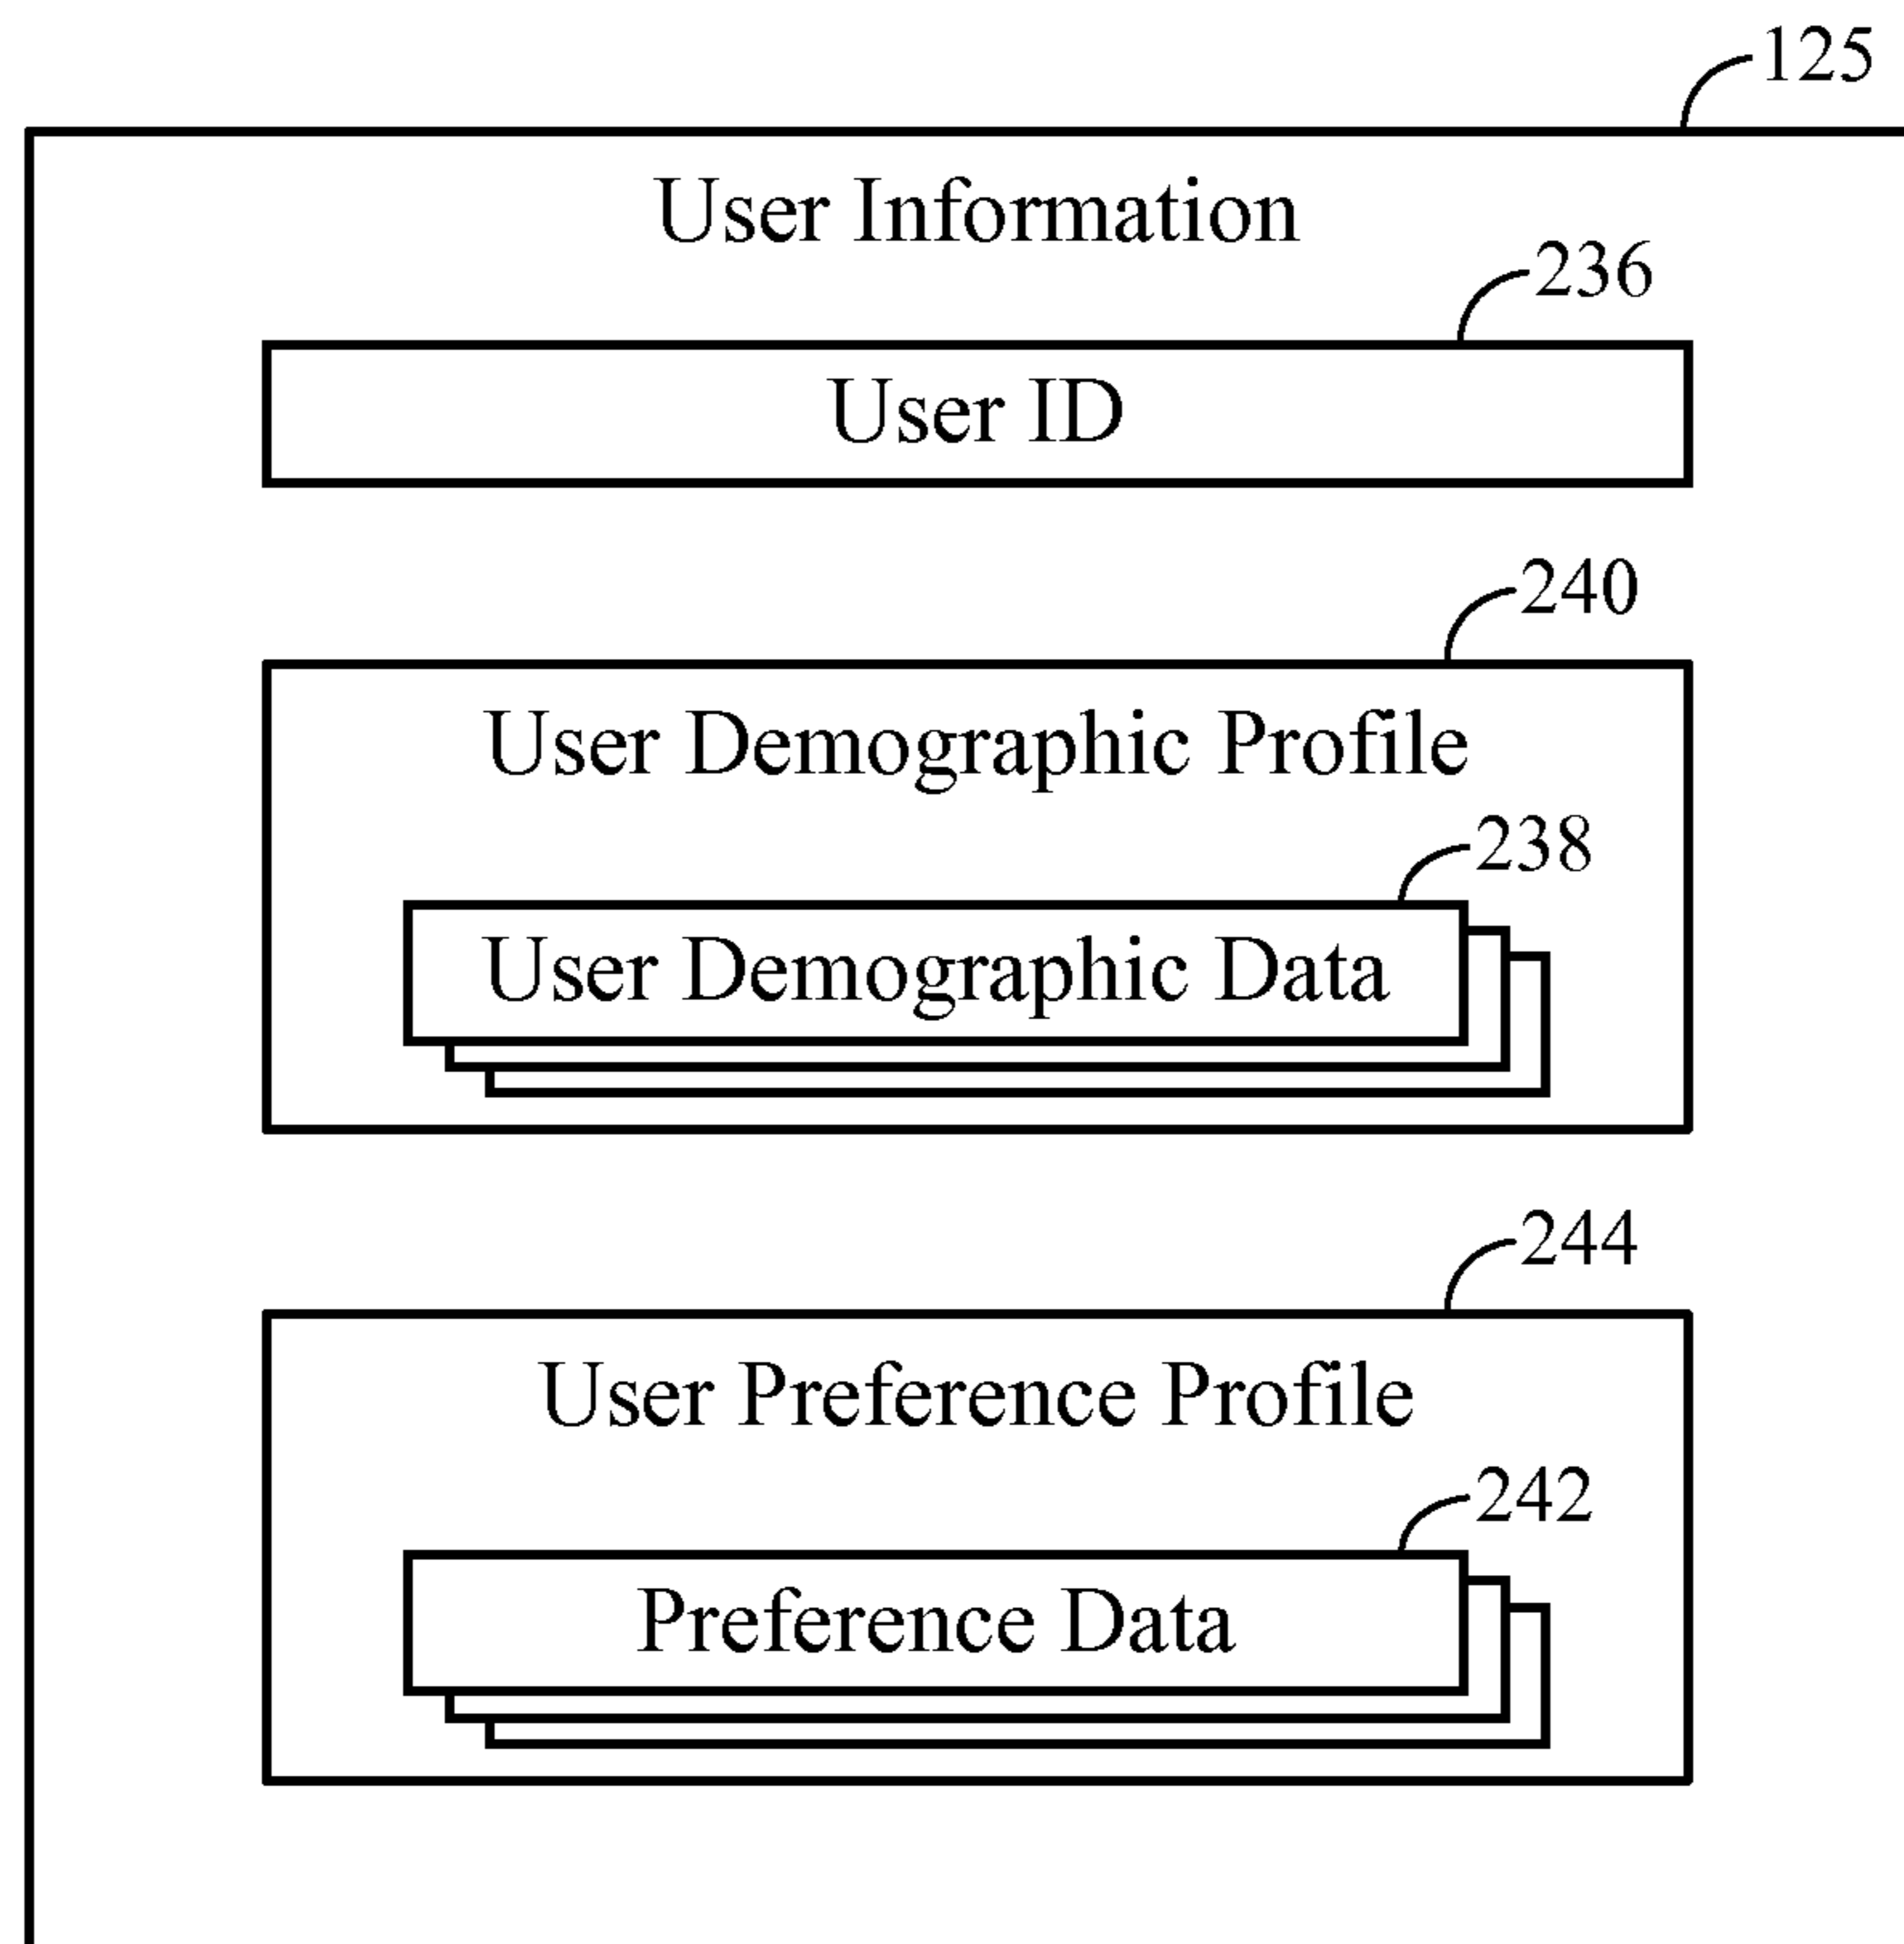 125
User Information
236
User ID
240
User Demographic Profile
238
User Demographic Data
244
User Preference Profile
242
Preference Data